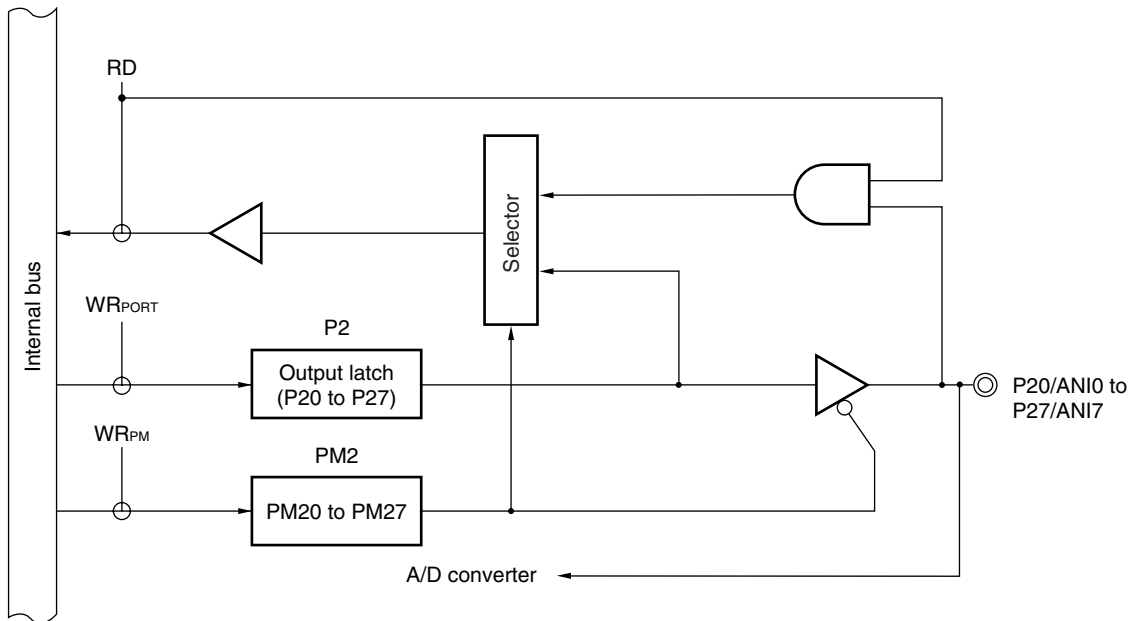 RD
Internal bus
Selector
WRPORT
P2
Output latch
(P20 to P27)
P20/ANI0 to
P27/ANI7
WRPM
PM2
PM20 to PM27
A/D converter